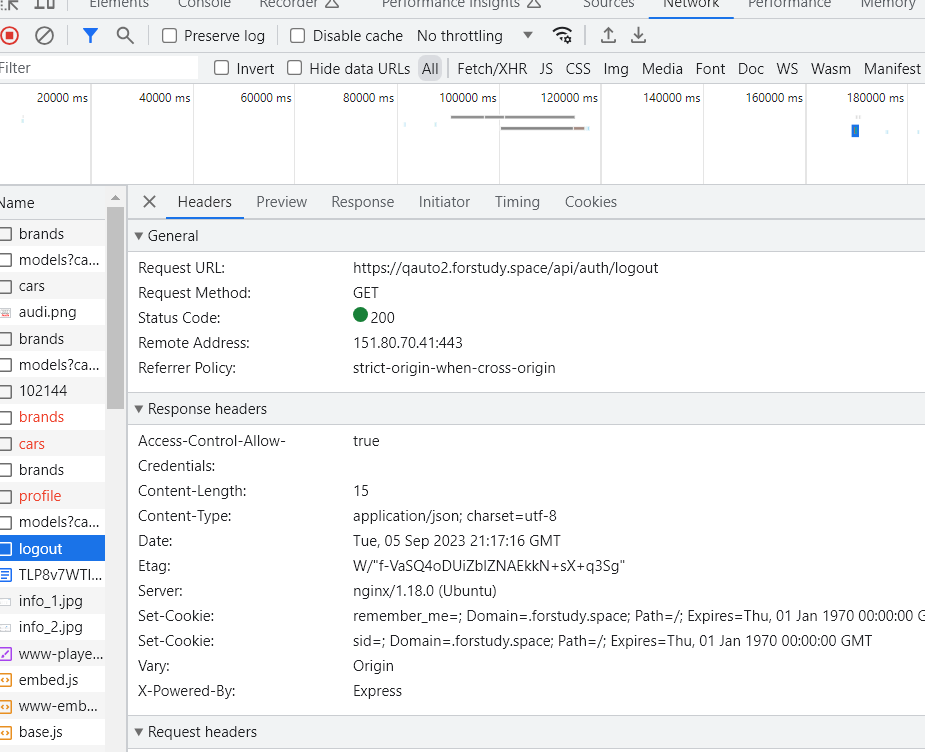 Elements Console Recorder Performance insights Sources Network Performance Memory
Preserve log Disable cache No throttling
Filter Invert Hide data URLs All Fetch/XHR JS CSS Img Media Font Doc WS Wasm Manifest
20000 ms 40000 ms 60000 ms 80000 ms 100000 ms 120000 ms 140000 ms 160000 ms 180000 ms
Name
brands
models?ca...
cars
audi.png
brands
models?ca...
102144
brands
cars
brands
profile
models?ca...
logout
TLP8v7WTI...
info_1.jpg
info_2.jpg
www-playe...
embed.js
www-emb...
base.js
Headers Preview Response Initiator Timing Cookies
General
Request URL: https://qauto2.forstudy.space/api/auth/logout
Request Method: GET
Status Code: 200
Remote Address: 151.80.70.41:443
Referrer Policy: strict-origin-when-cross-origin
Response headers
Access-Control-Allow- true
Credentials:
Content-Length: 15
Content-Type: application/json; charset=utf-8
Date: Tue, 05 Sep 2023 21:17:16 GMT
Etag: W/"f-VaSQ4oDUiZblZNAEkkN+sX+q3Sg"
Server: nginx/1.18.0 (Ubuntu)
Set-Cookie: remember_me=; Domain=.forstudy.space; Path=/; Expires=Thu, 01 Jan 1970 00:00:00 G
Set-Cookie: sid=; Domain=.forstudy.space; Path=/; Expires=Thu, 01 Jan 1970 00:00:00 GMT
Vary: Origin
X-Powered-By: Express
Request headers